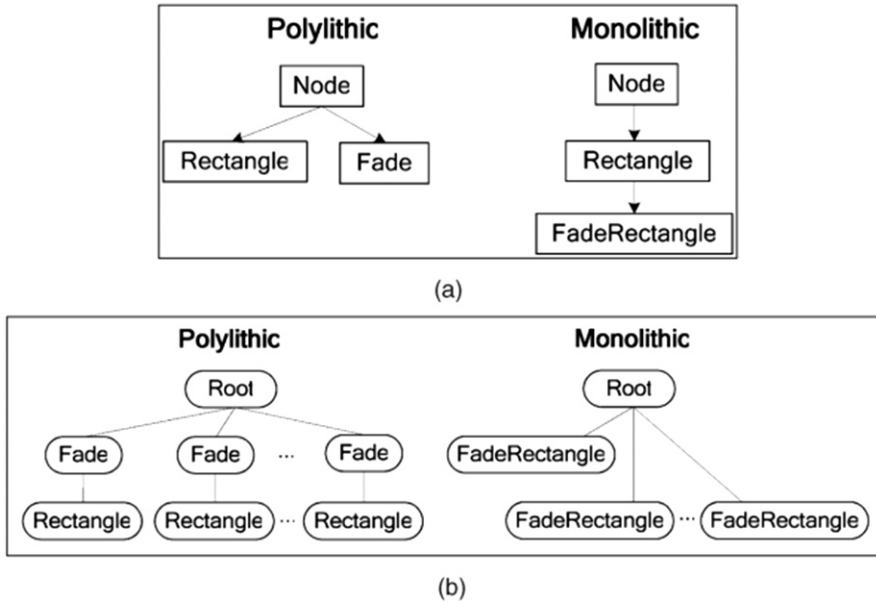 Polylithic Monolithic
Node Node
Rectangle Fade Rectangle
FadeRectangle
(a)
Polylithic Monolithic
Root Root
Fade Fade ... Fade FadeRectangle
Rectangle Rectangle ... Rectangle FadeRectangle ... FadeRectangle
(b)